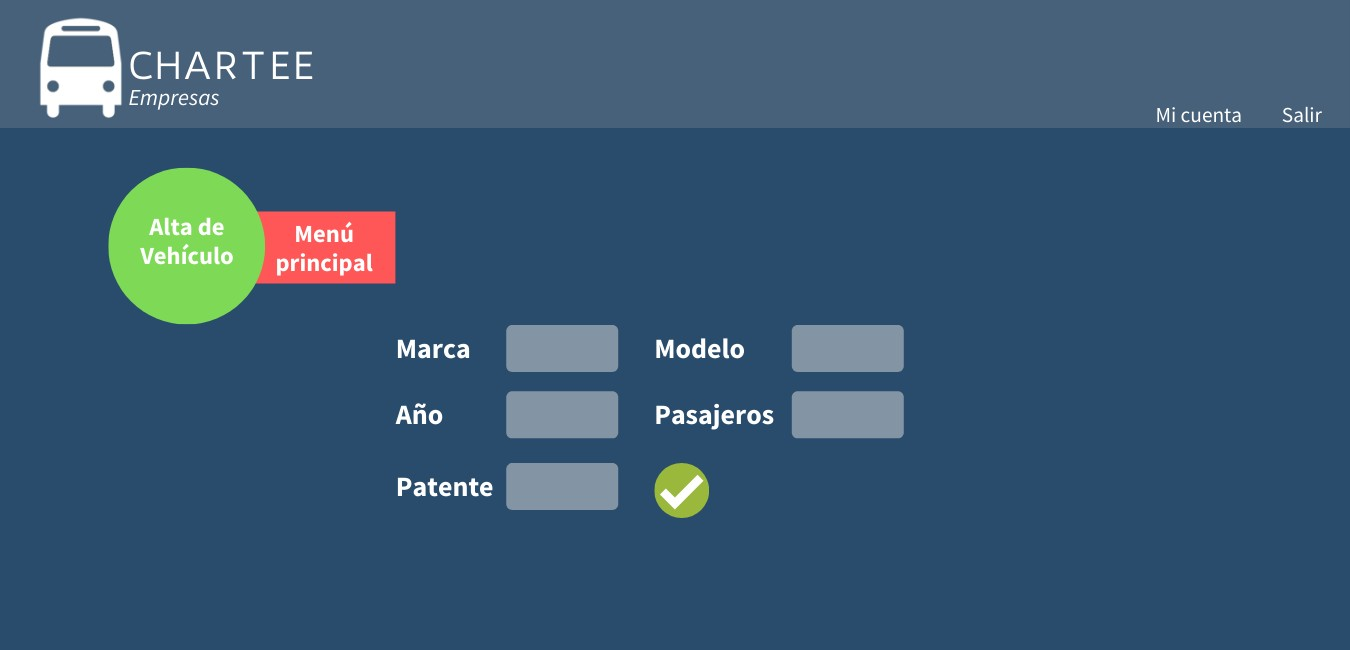 CHARTEE
Empresas
Mi cuenta Salir
Alta de
Vehículo
Menú
principal
Marca Modelo
Año Pasajeros
Patente